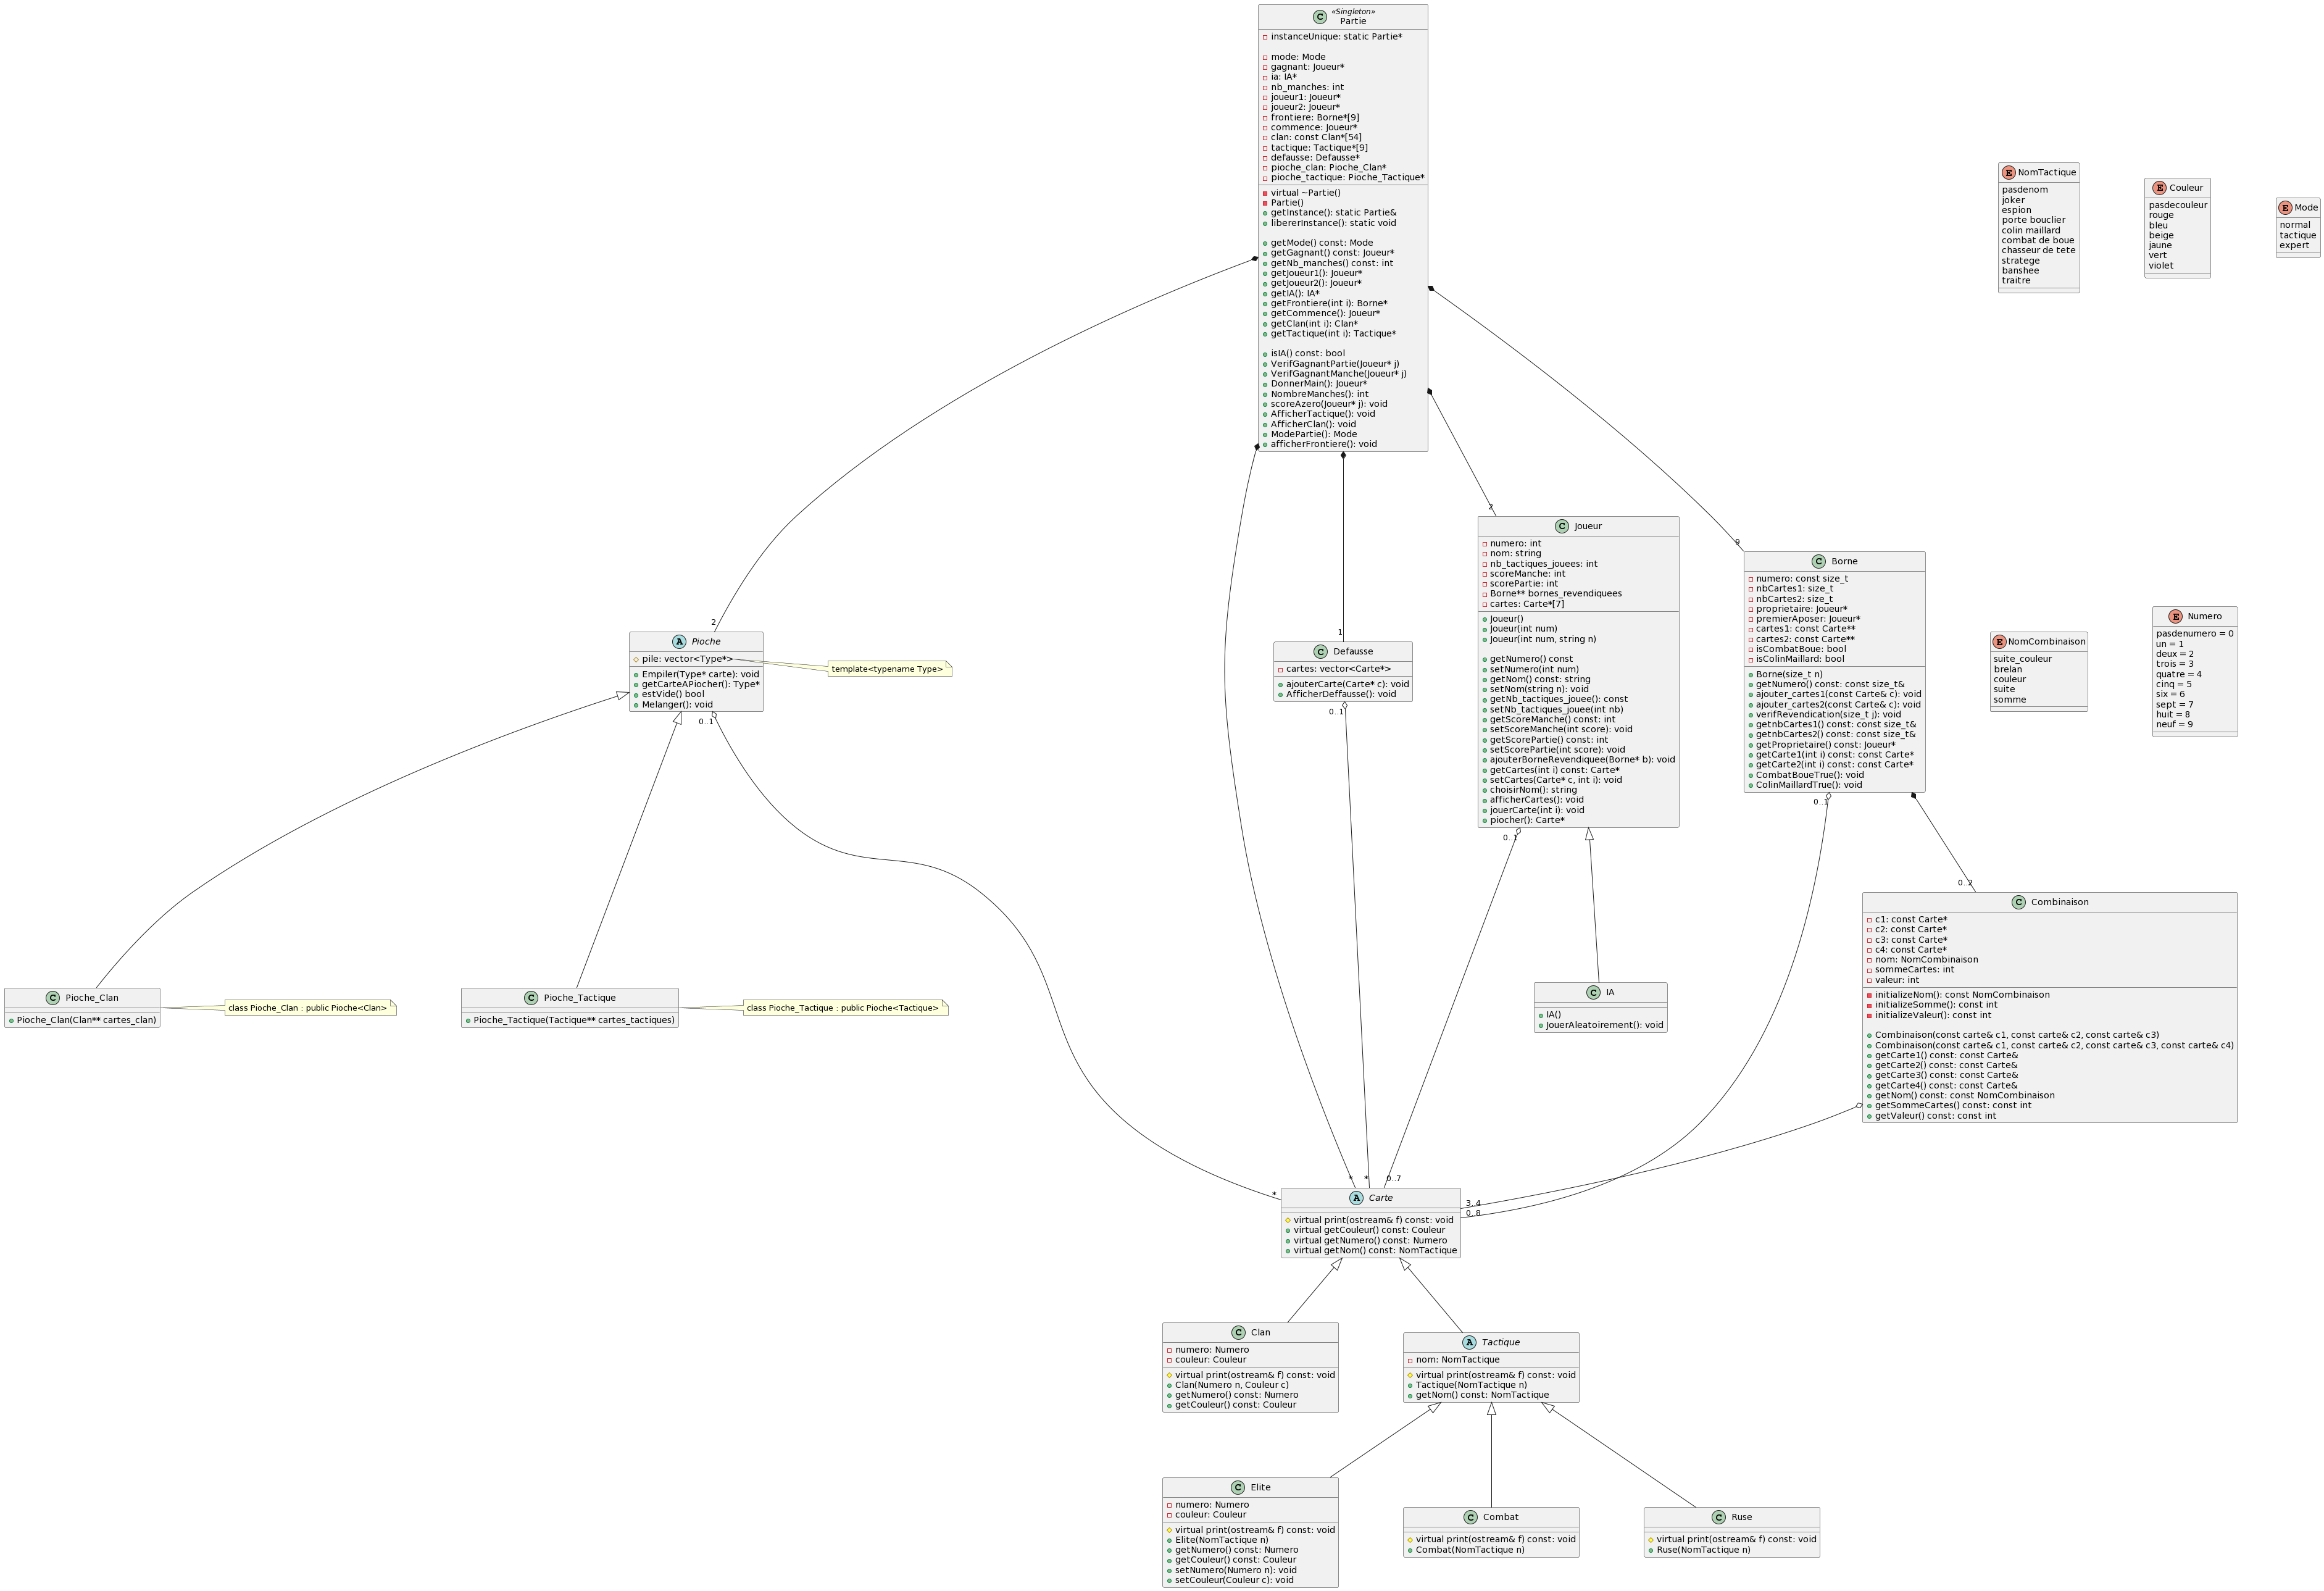 C
«Singleton»
Partie
instanceUnique: static Partie*
mode: Mode
gagnant: Joueur*
ia: IA*
nb_manches: int
joueur1: Joueur*
joueur2: Joueur*
frontiere: Borne*[9]
commence: Joueur*
clan: const Clan*[54]
tactique: Tactique*[9]
defausse: Defausse*
pioche_clan: Pioche_Clan*
pioche_tactique: Pioche_Tactique*
virtual ~Partie()
Partie()
getInstance(): static Partie&
libererInstance(): static void
getMode() const: Mode
getGagnant() const: Joueur*
getNb_manches() const: int
getJoueur1(): Joueur*
getJoueur2(): Joueur*
getIA(): IA*
getFrontiere(int i): Borne*
getCommence(): Joueur*
getClan(int i): Clan*
getTactique(int i): Tactique*
isIA() const: bool
VerifGagnantPartie(Joueur* j)
VerifGagnantManche(Joueur* j)
DonnerMain(): Joueur*
NombreManches(): int
scoreAzero(Joueur* j): void
AfficherTactique(): void
AfficherClan(): void
ModePartie(): Mode
afficherFrontiere(): void
E NomTactique
pasdenom
joker
espion
porte bouclier
colin maillard
combat de boue
chasseur de tete
stratege
banshee
traitre
E Couleur
pasdecouleur
rouge
bleu
beige
jaune
vert
violet
E Mode
normal
tactique
expert
2
1
2
9
A Pioche
pile: vector<Type*>
Empiler(Type* carte): void
getCarteAPiocher(): Type*
estVide() bool
Melanger(): void
template<typename Type>
C Defausse
cartes: vector<Carte*>
ajouterCarte(Carte* c): void
AfficherDeffausse(): void
C Joueur
numero: int
nom: string
nb_tactiques_jouees: int
scoreManche: int
scorePartie: int
Borne** bornes_revendiquees
cartes: Carte*[7]
Joueur()
Joueur(int num)
Joueur(int num, string n)
getNumero() const
setNumero(int num)
getNom() const: string
setNom(string n): void
getNb_tactiques_jouee(): const
setNb_tactiques_jouee(int nb)
getScoreManche() const: int
setScoreManche(int score): void
getScorePartie() const: int
setScorePartie(int score): void
ajouterBorneRevendiquee(Borne* b): void
getCartes(int i) const: Carte*
setCartes(Carte* c, int i): void
choisirNom(): string
afficherCartes(): void
jouerCarte(int i): void
piocher(): Carte*
C Borne
numero: const size_t
nbCartes1: size_t
nbCartes2: size_t
proprietaire: Joueur*
premierAposer: Joueur*
cartes1: const Carte**
cartes2: const Carte**
isCombatBoue: bool
isColinMaillard: bool
Borne(size_t n)
getNumero() const: const size_t&
ajouter_cartes1(const Carte& c): void
ajouter_cartes2(const Carte& c): void
verifRevendication(size_t j): void
getnbCartes1() const: const size_t&
getnbCartes2() const: const size_t&
getProprietaire() const: Joueur*
getCarte1(int i) const: const Carte*
getCarte2(int i) const: const Carte*
CombatBoueTrue(): void
ColinMaillardTrue(): void
E NomCombinaison
suite_couleur
brelan
couleur
suite
somme
E Numero
pasdenumero = 0
un = 1
deux = 2
trois = 3
quatre = 4
cinq = 5
six = 6
sept = 7
huit = 8
neuf = 9
0..1
0..1
0..1
0..1
0..2
C Pioche_Clan
Pioche_Clan(Clan** cartes_clan)
class Pioche_Clan : public Pioche<Clan>
C Pioche_Tactique
Pioche_Tactique(Tactique** cartes_tactiques)
class Pioche_Tactique : public Pioche<Tactique>
C IA
IA()
JouerAleatoirement(): void
C Combinaison
c1: const Carte*
c2: const Carte*
c3: const Carte*
c4: const Carte*
nom: NomCombinaison
sommeCartes: int
valeur: int
initializeNom(): const NomCombinaison
initializeSomme(): const int
initializeValeur(): const int
Combinaison(const carte& c1, const carte& c2, const carte& c3)
Combinaison(const carte& c1, const carte& c2, const carte& c3, const carte& c4)
getCarte1() const: const Carte&
getCarte2() const: const Carte&
getCarte3() const: const Carte&
getCarte4() const: const Carte&
getNom() const: const NomCombinaison
getSommeCartes() const: const int
getValeur() const: const int
*
*
*
0..7
3..4
0..8
A Carte
virtual print(ostream& f) const: void
virtual getCouleur() const: Couleur
virtual getNumero() const: Numero
virtual getNom() const: NomTactique
C Clan
numero: Numero
couleur: Couleur
virtual print(ostream& f) const: void
Clan(Numero n, Couleur c)
getNumero() const: Numero
getCouleur() const: Couleur
A Tactique
nom: NomTactique
virtual print(ostream& f) const: void
Tactique(NomTactique n)
getNom() const: NomTactique
C Elite
numero: Numero
couleur: Couleur
virtual print(ostream& f) const: void
Elite(NomTactique n)
getNumero() const: Numero
getCouleur() const: Couleur
setNumero(Numero n): void
setCouleur(Couleur c): void
C Combat
virtual print(ostream& f) const: void
Combat(NomTactique n)
C Ruse
virtual print(ostream& f) const: void
Ruse(NomTactique n)